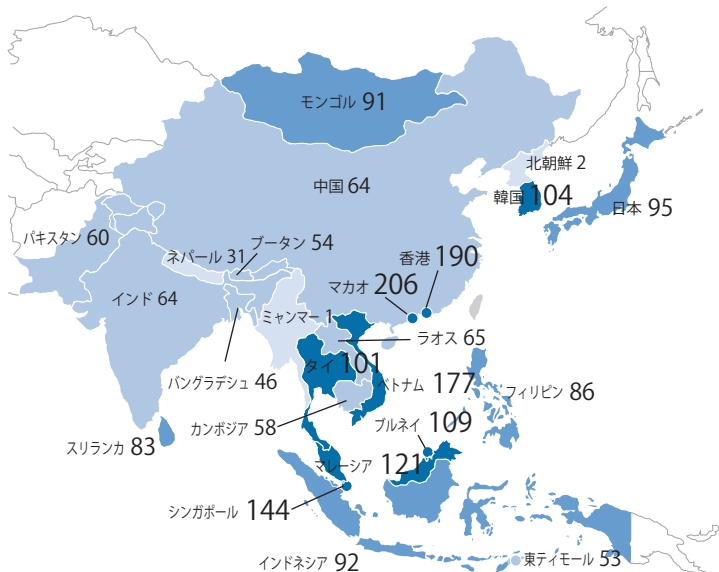 モンゴル 91
北朝鮮 2
中国 64
韓国 104
日本 95
パキスタン 60
ブータン 54
ネパール 31
香港 190
マカオ 206
インド 64
ミャンマー 1
ラオス 65
タイ 101
バングラデシュ 46
ベトナム 177
フィリピン 86
カンボジア 58
ブルネイ 109
スリランカ 83
マレーシア 121
シンガポール 144
インドネシア 92
東ティモール 53